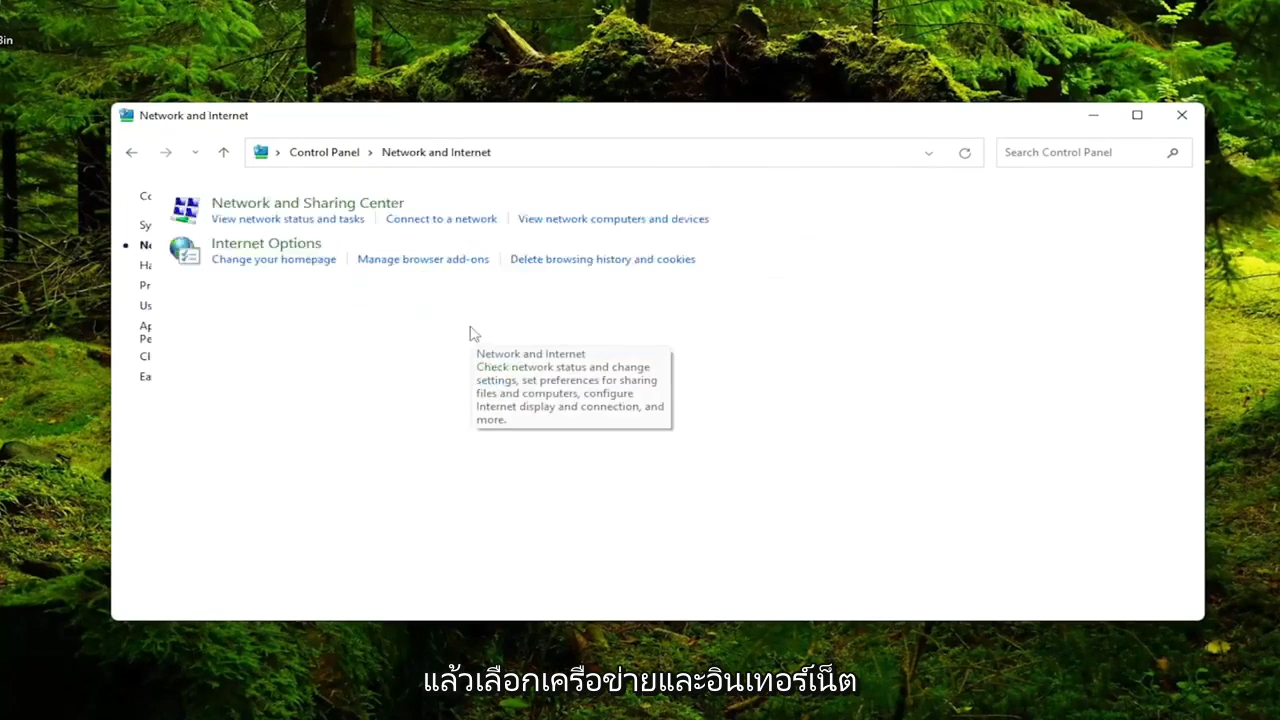 Bin
Network and Internet
Control Panel › Network and Internet
Search Control Panel
Network and Sharing Center
View network status and tasks
Connect to a network
View network computers and devices
Internet Options
Change your homepage
Manage browser add-ons
Delete browsing history and cookies
Network and Internet
Check network status and change
settings, set preferences for sharing
files and computers, configure
Internet display and connection, and
more.
แล้วเลือกเครือข่ายและอินเทอร์เน็ต